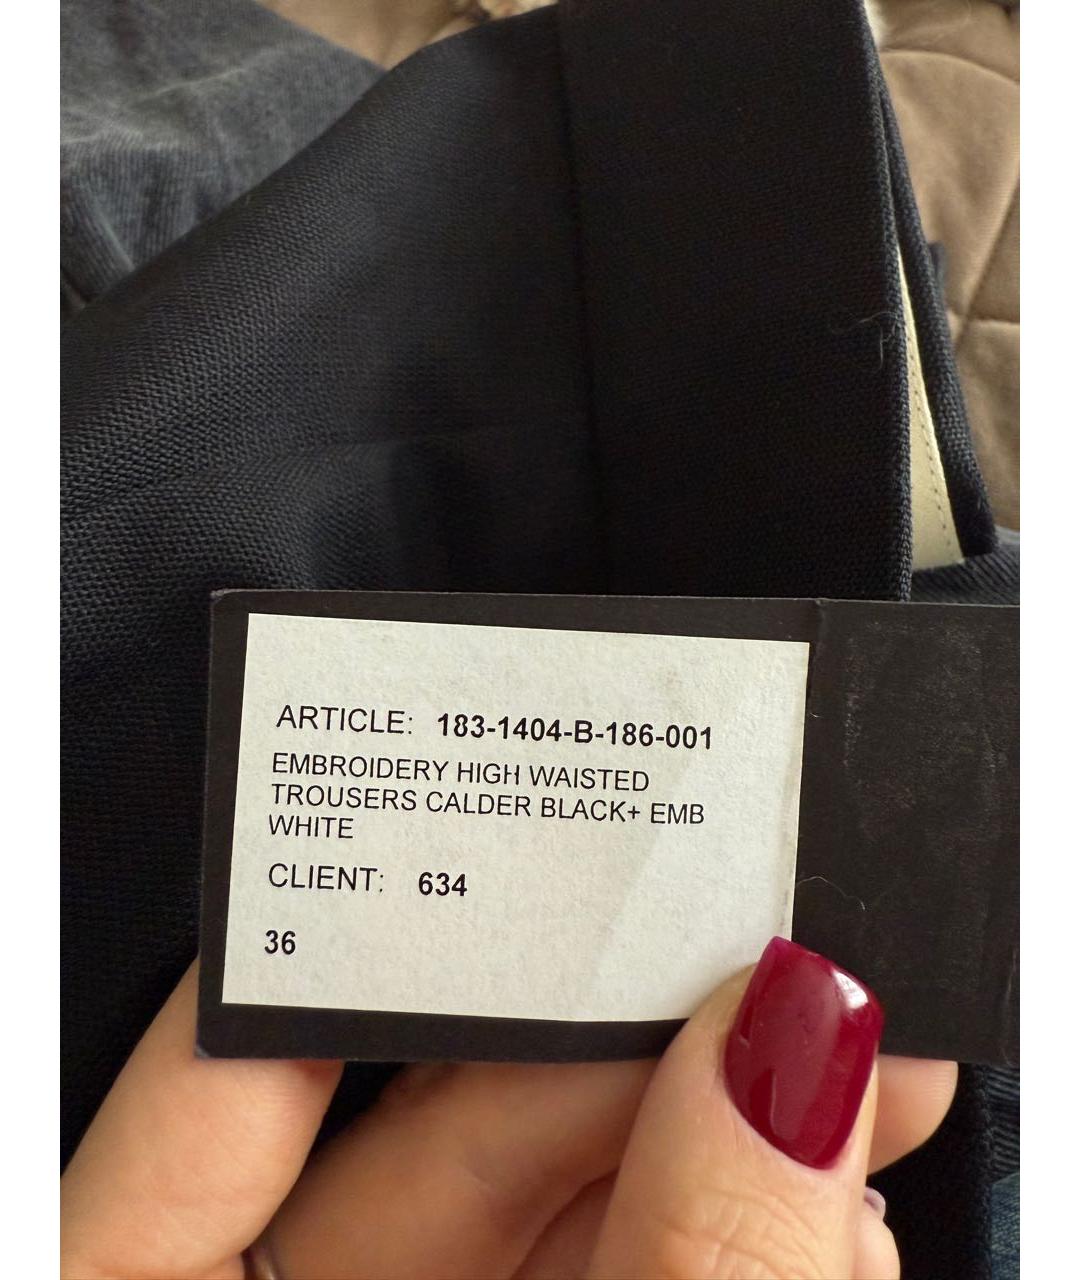 ARTICLE: 183-1404-B-186-001
EMBROIDERY HIGH WAISTED
TROUSERS CALDER BLACK+ EMB
WHITE
CLIENT: 634
36